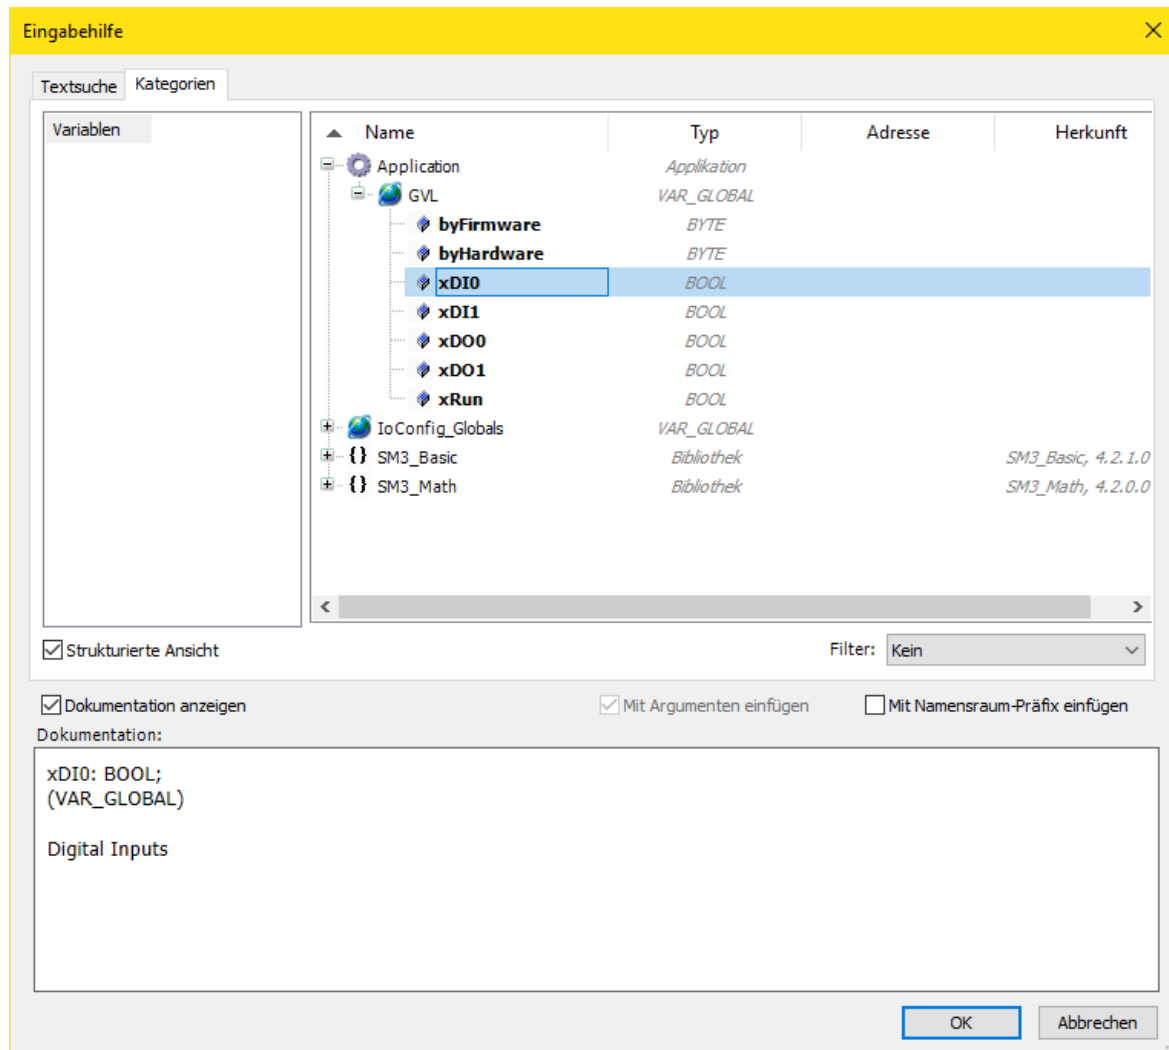 Eingabehilfe
Textsuche Kategorien
Variablen
Name Typ Adresse Herkunft
Application Applikation
GVL VAR_GLOBAL
byFirmware BYTE
byHardware BYTE
xDI0 BOOL
xDI1 BOOL
xDO0 BOOL
xDO1 BOOL
xRun BOOL
IoConfig_Globals VAR_GLOBAL
SM3_Basic Bibliothek SM3_Basic, 4.2.1.0
SM3_Math Bibliothek SM3_Math, 4.2.0.0
Strukturierte Ansicht Filter: Kein
Dokumentation anzeigen Mit Argumenten einfügen Mit Namensraum-Präfix einfügen
Dokumentation:
xDI0: BOOL;
(VAR_GLOBAL)
Digital Inputs
OK Abbrechen